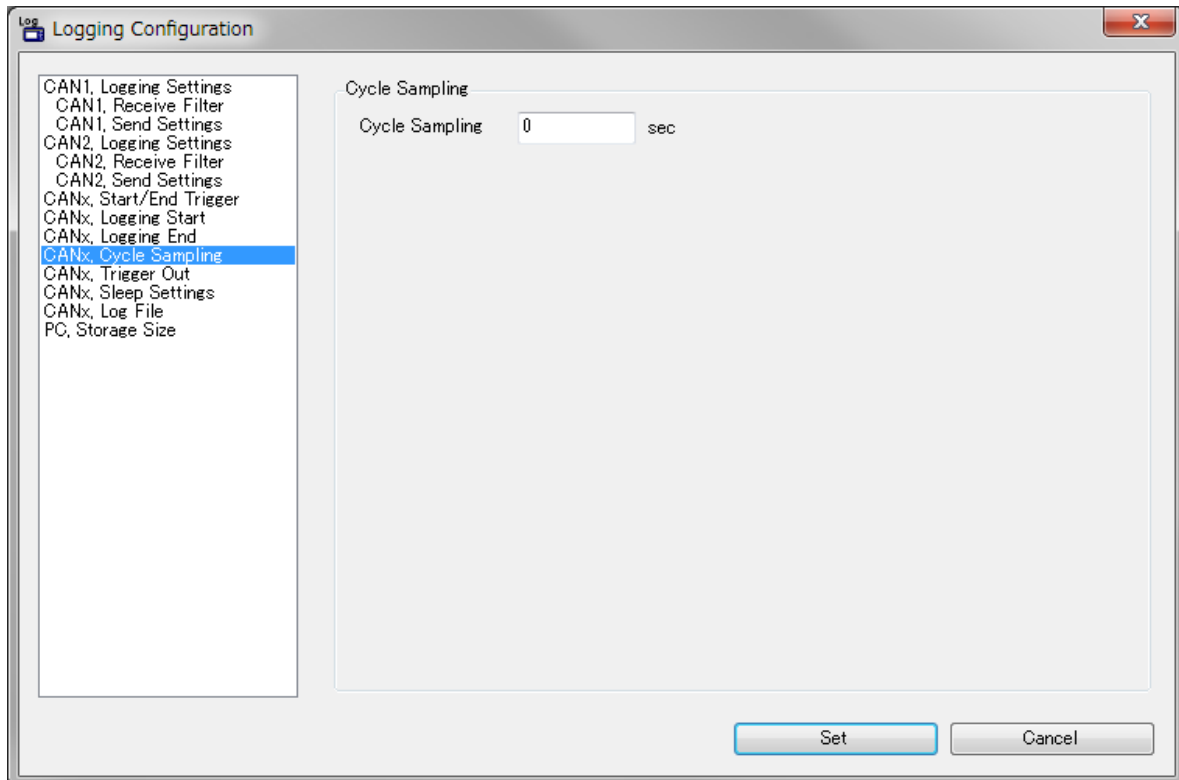 Log
Logging Configuration
CAN1, Logging Settings
CAN1, Receive Filter
CAN1, Send Settings
CAN2, Logging Settings
CAN2, Receive Filter
CAN2, Send Settings
CANx, Start/End Trigger
CANx, Logging Start
CANx, Logging End
CANx, Cycle Sampling
CANx, Trigger Out
CANx, Sleep Settings
CANx, Log File
PC, Storage Size
Cycle Sampling
Cycle Sampling 0 sec
Set Cancel